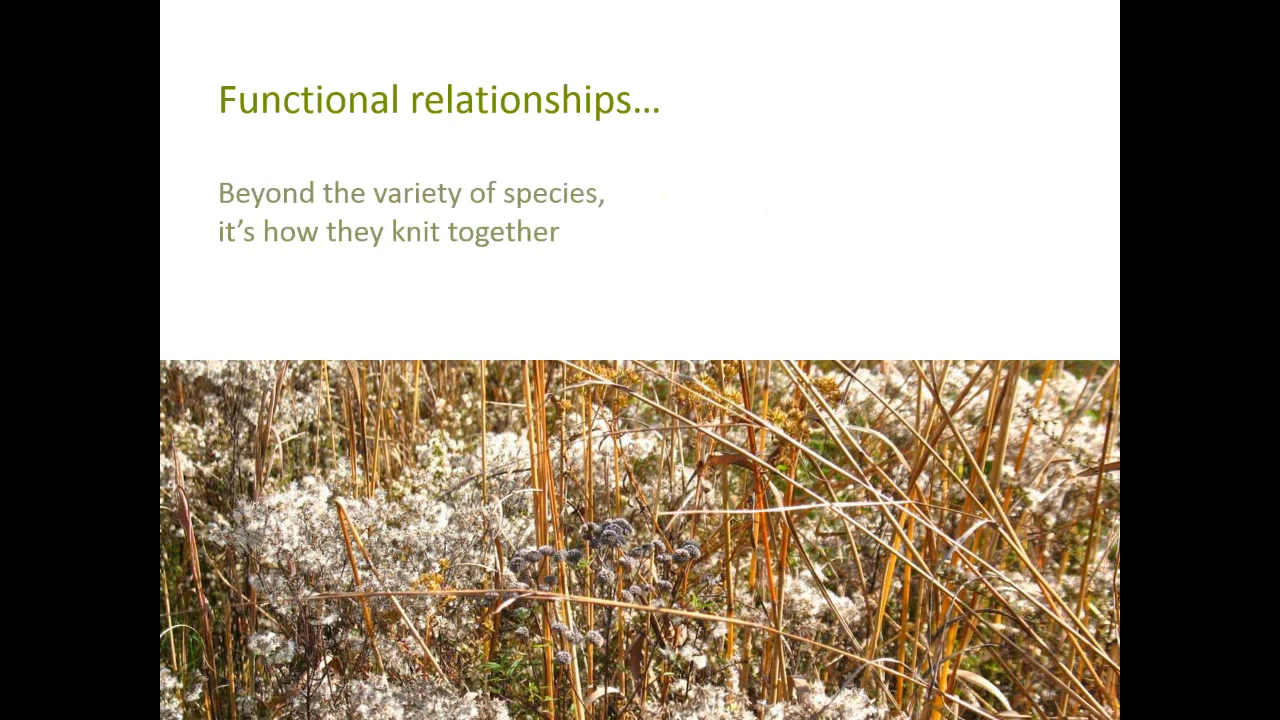 Functional relationships…
Beyond the variety of species,
it’s how they knit together